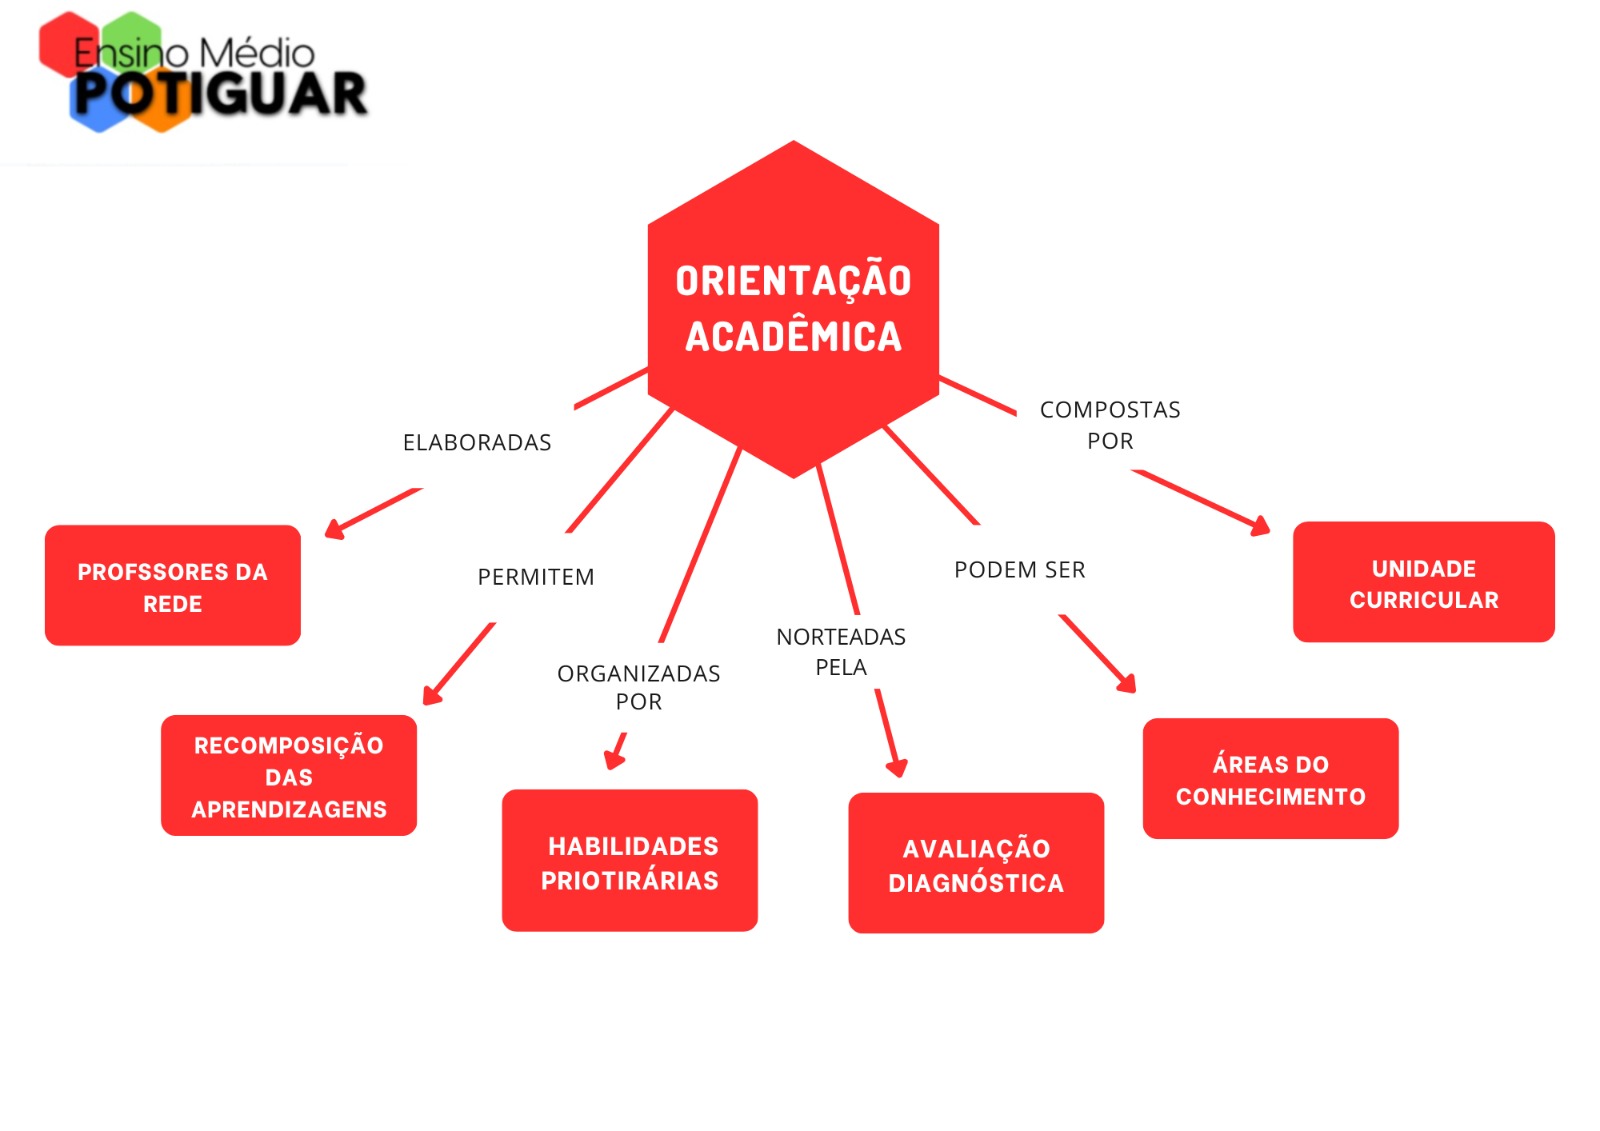 Ensino Médio
POTIGUAR
ORIENTAÇÃO
ACADÊMICA
COMPOSTAS
POR
ELABORADAS
PROFSSORES DA
REDE
PERMITEM
PODEM SER
UNIDADE
CURRICULAR
NORTEADAS
PELA
ORGANIZADAS
POR
RECOMPOSIÇÃO
DAS
APRENDIZAGENS
ÁREAS DO
CONHECIMENTO
HABILIDADES
PRIOTIRÁRIAS
AVALIAÇÃO
DIAGNÓSTICA